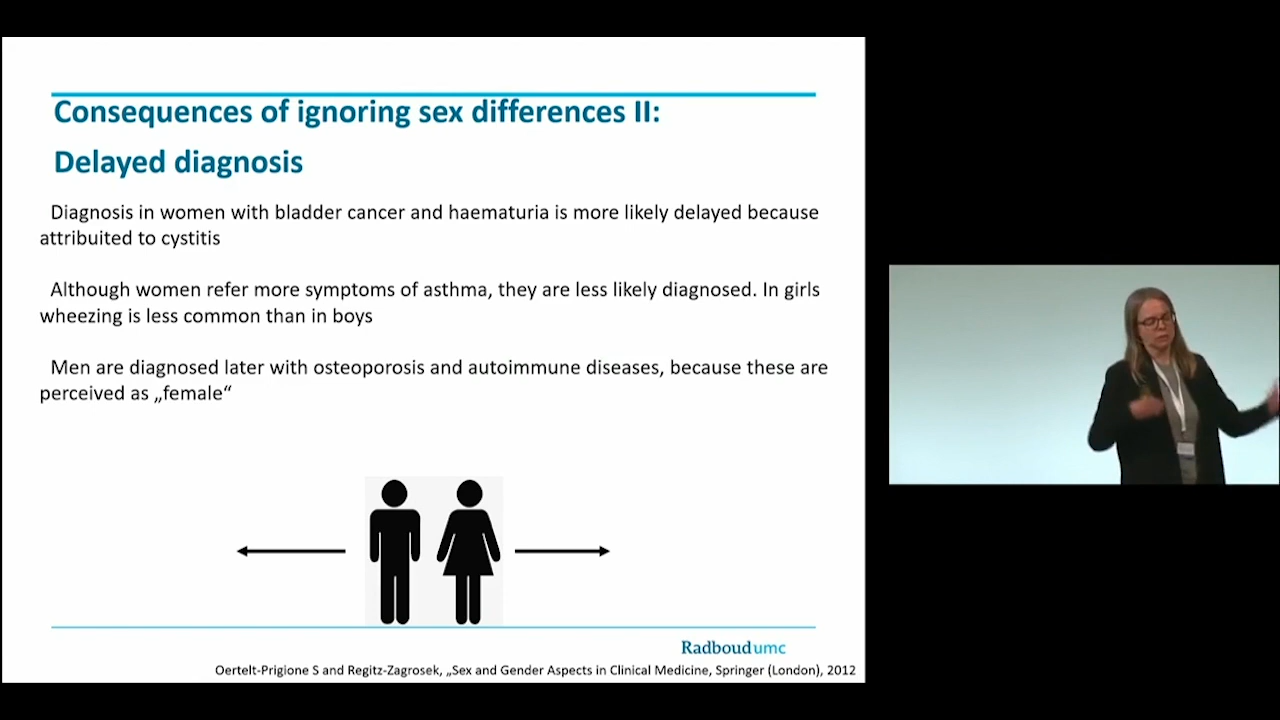 Consequences of ignoring sex differences II:
Delayed diagnosis
Diagnosis in women with bladder cancer and haematuria is more likely delayed because
attribuited to cystitis
Although women refer more symptoms of asthma, they are less likely diagnosed. In girls
wheezing is less common than in boys
Men are diagnosed later with osteoporosis and autoimmune diseases, because these are
perceived as „female“
Radboudumc
Oertelt-Prigione S and Regitz-Zagrosek, „Sex and Gender Aspects in Clinical Medicine, Springer (London), 2012